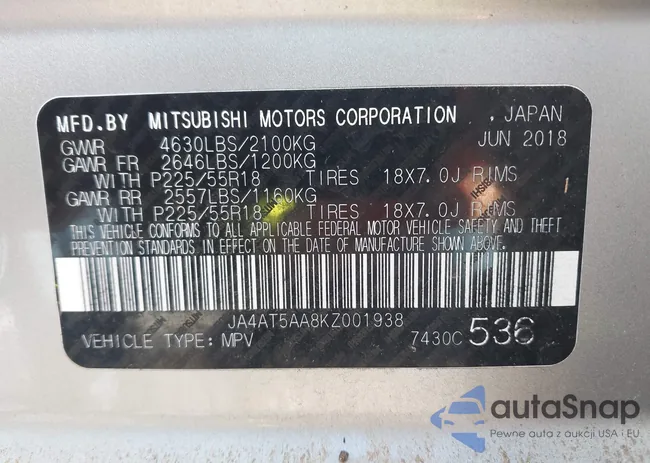 MFD.BY MITSUBISHI MOTORS CORPORATION . JAPAN
GVWR 4630LBS/2100KG JUN 2018
GAWR FR 2646LBS/1200KG
WITH P225/55R18 TIRES 18X7.0J RIMS
GAWR RR 2557LBS/1160KG
WITH P225/55R18 TIRES 18X7.0J RIMS
THIS VEHICLE CONFORMS TO ALL APPLICABLE FEDERAL MOTOR VEHICLE SAFETY AND THEFT
PREVENTION STANDARDS IN EFFECT ON THE DATE OF MANUFACTURE SHOWN ABOVE.
JA4AT5AA8KZ001938
VEHICLE TYPE: MPV 7430C 536
autoSnap
Pewne auta z aukcji USA i EU